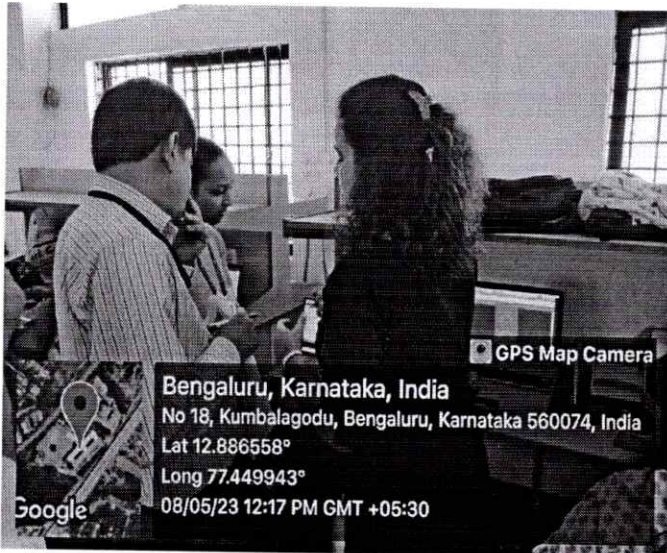 GPS Map Camera
Bengaluru, Karnataka, India
No 18, Kumbalagodu, Bengaluru, Karnataka 560074, India
Lat 12.886558°
Long 77.449943°
08/05/23 12:17 PM GMT +05:30
Google